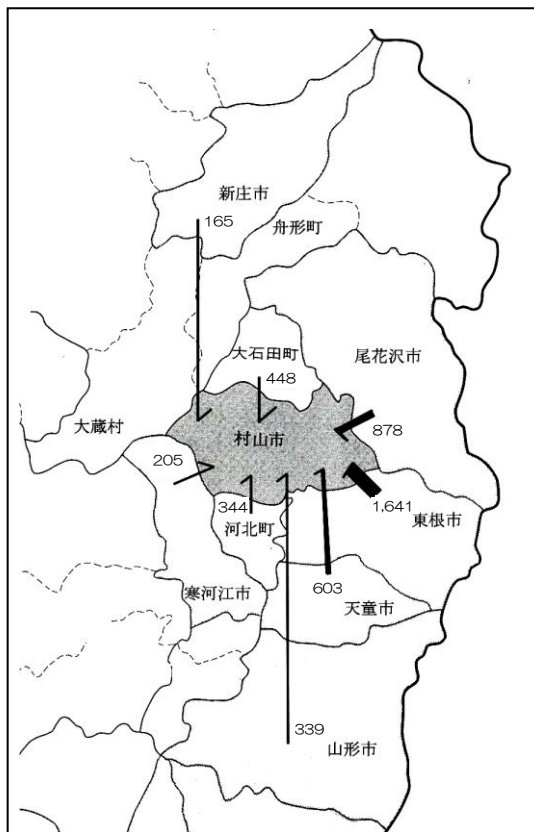 新庄市
165
舟形町
大石田町
448
尾花沢市
大蔵村
村山市
878
205
344
1,641
河北町
東根市
603
寒河江市
天童市
339
山形市